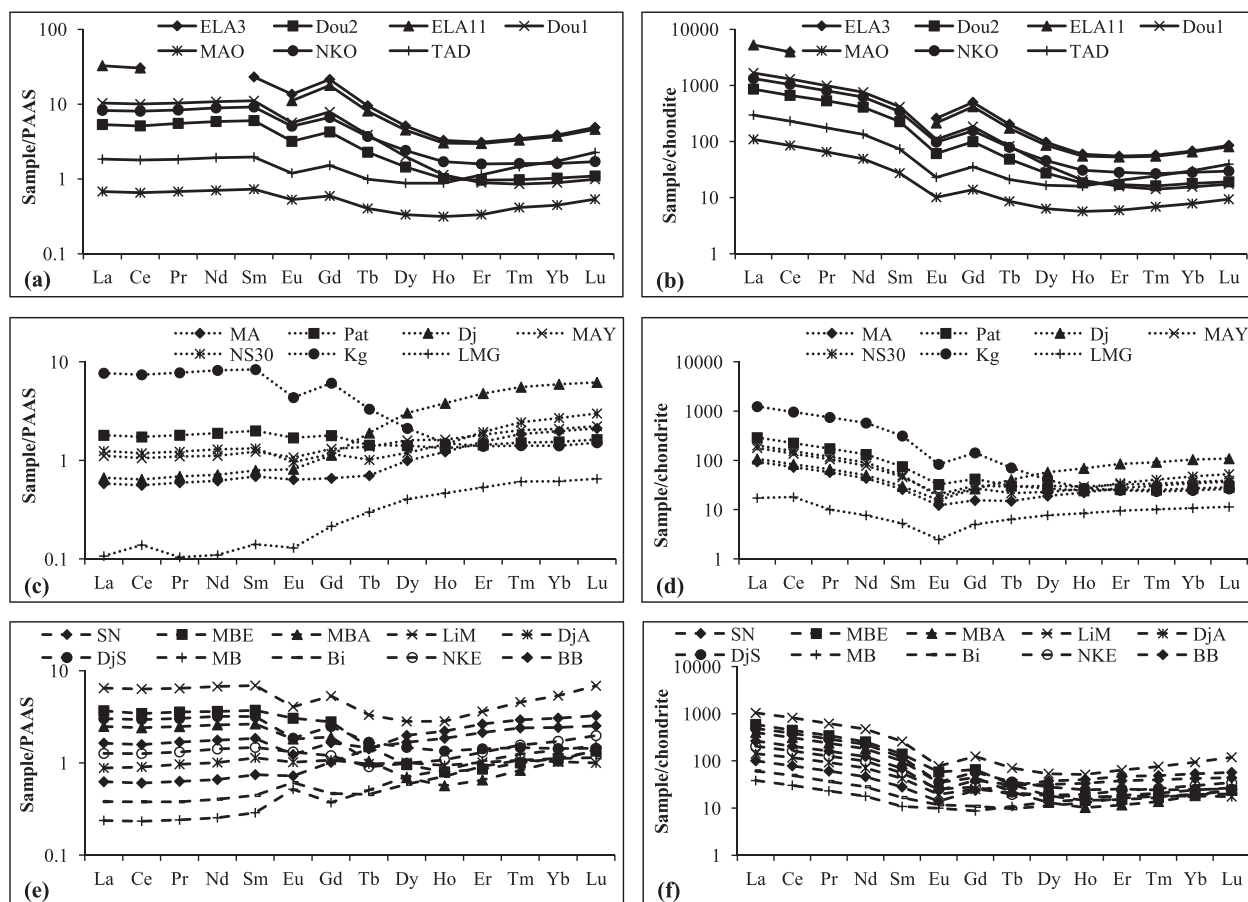 (a)
ELA3 Dou2 ELA11 Dou1
MAO NKO TAD
Sample/PAAS
100
10
1
0.1
La Ce Pr Nd Sm Eu Gd Tb Dy Ho Er Tm Yb Lu
(b)
ELA3 Dou2 ELA11 Dou1
MAO NKO TAD
Sample/chondite
10000
1000
100
10
1
La Ce Pr Nd Sm Eu Gd Tb Dy Ho Er Tm Yb Lu
(c)
MA Pat Dj MAY
NS30 Kg LMG
Sample/PAAS
10
1
0.1
La Ce Pr Nd Sm Eu Gd Tb Dy Ho Er Tm Yb Lu
(d)
MA Pat Dj MAY
NS30 Kg LMG
Sample/chondrite
10000
1000
100
10
1
La Ce Pr Nd Sm Eu Gd Tb Dy Ho Er Tm Yb Lu
(e)
SN MBE MBA LiM DjA
DjS MB Bi NKE BB
Sample/PAAS
10
1
0.1
La Ce Pr Nd Sm Eu Gd Tb Dy Ho Er Tm Yb Lu
(f)
SN MBE MBA LiM DjA
DjS MB Bi NKE BB
Sample/chondrite
10000
1000
100
10
1
La Ce Pr Nd Sm Eu Gd Tb Dy Ho Er Tm Yb Lu